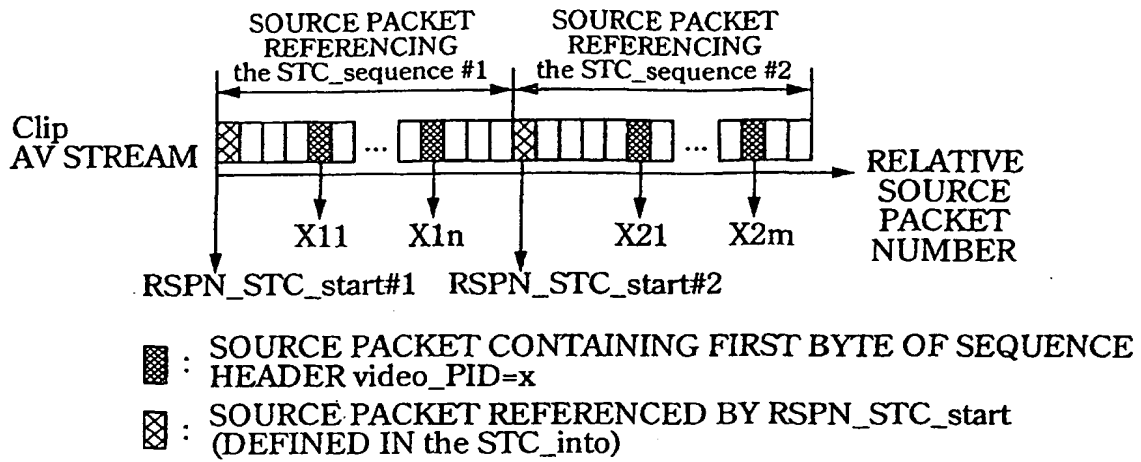 SOURCE PACKET
REFERENCING
the STC_sequence #1
SOURCE PACKET
REFERENCING
the STC_sequence #2
Clip
AV STREAM
...
...
RELATIVE
SOURCE
PACKET
NUMBER
X11
X1n
X21
X2m
RSPN_STC_start#1
RSPN_STC_start#2
: SOURCE PACKET CONTAINING FIRST BYTE OF SEQUENCE
HEADER video_PID=x
: SOURCE PACKET REFERENCED BY RSPN_STC_start
(DEFINED IN the STC_into)